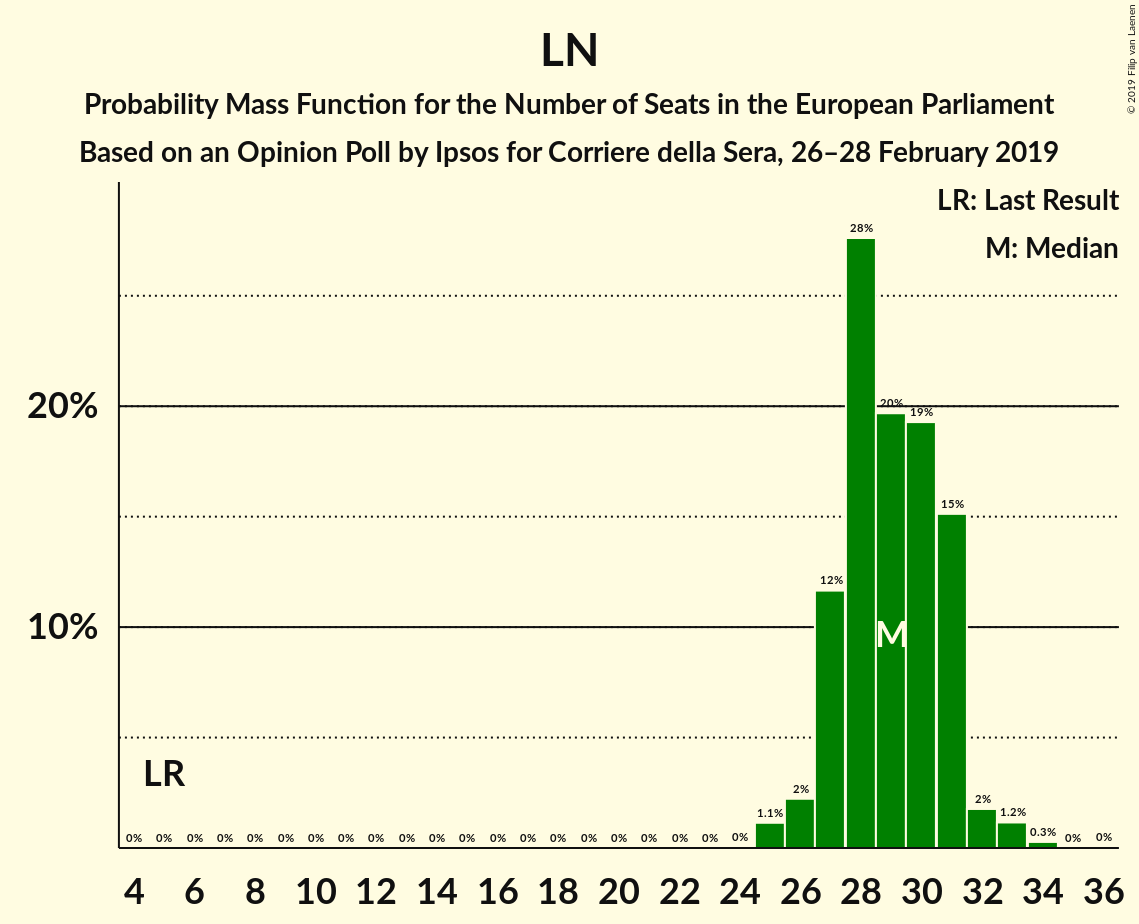 LN
Probability Mass Function for the Number of Seats in the European Parliament
Based on an Opinion Poll by Ipsos for Corriere della Sera, 26–28 February 2019
© 2019 Filip van Laenen
LR: Last Result
M: Median
28%
20%
20%
19%
15%
12%
10%
M
LR
0% 0% 0% 0% 0% 0% 0% 0% 0% 0% 0% 0% 0% 0% 0% 0% 0% 0% 0% 0% 0% 1.1% 2% 2% 1.2% 0.3% 0% 0%
4 6 8 10 12 14 16 18 20 22 24 26 28 30 32 34 36